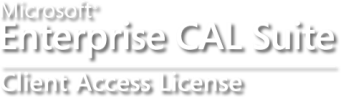 Microsoft®
Enterprise CAL Suite
Client Access License